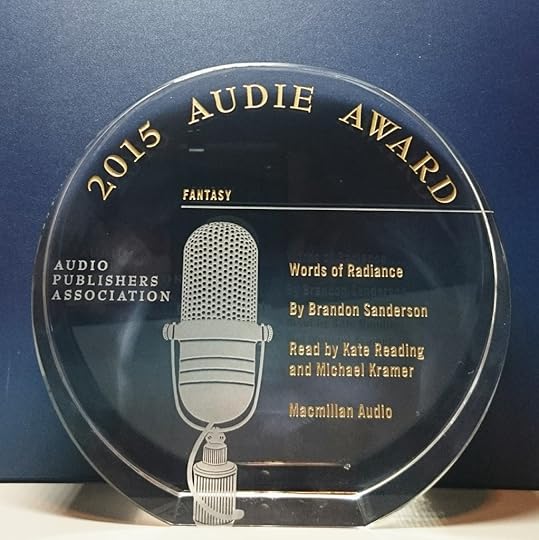 2015 AUDIE AWARD
FANTASY
AUDIO
PUBLISHERS
ASSOCIATION
Words of Radiance
By Brandon Sanderson
Read by Kate Reading
and Michael Kramer
Macmillan Audio